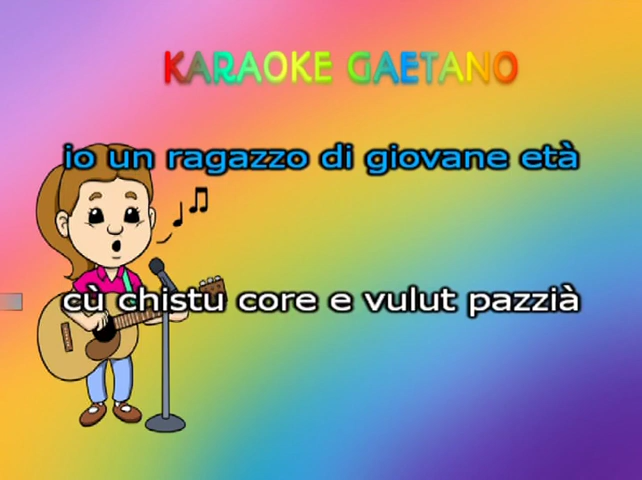 KARAOKE GAETANO
io un ragazzo di giovane età
cù chistu core e vulut pazzià